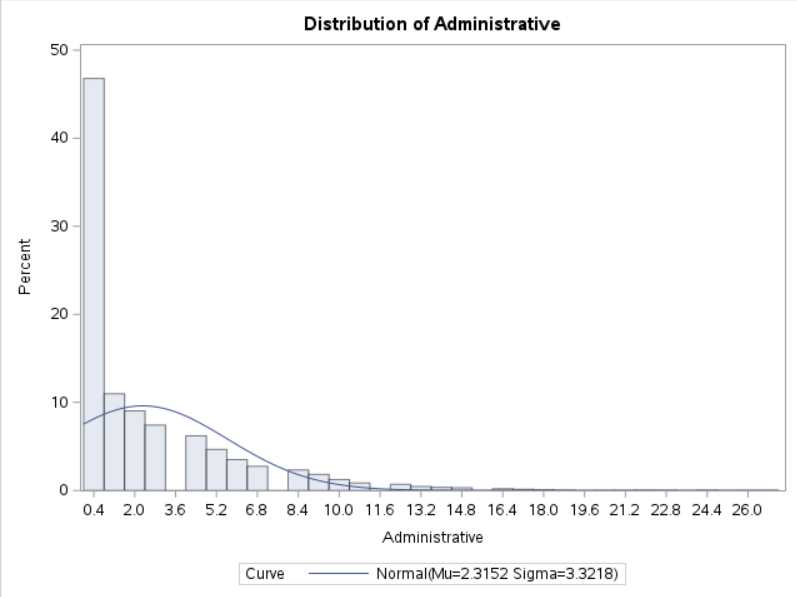 Distribution of Administrative
50
40
30
20
10
0
Percent
0.4 2.0 3.6 5.2 6.8 8.4 10.0 11.6 13.2 14.8 16.4 18.0 19.6 21.2 22.8 24.4 26.0
Administrative
Curve Normal(Mu=2.3152 Sigma=3.3218)